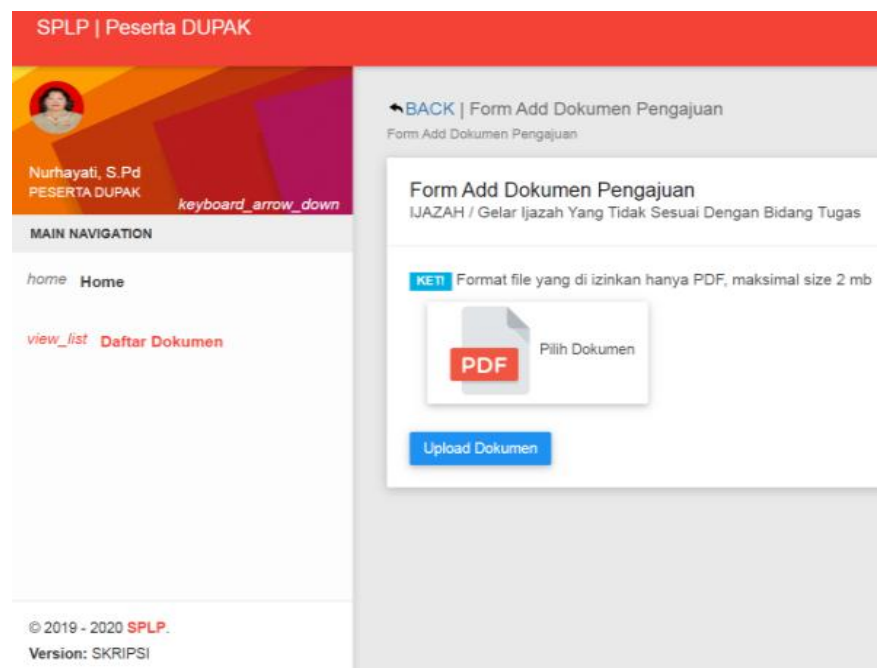 SPLP | Peserta DUPAK
Nurhayati, S.Pd
PESERTA DUPAK
keyboard_arrow_down
MAIN NAVIGATION
home Home
view_list Daftar Dokumen
© 2019 - 2020 SPLP.
Version: SKRIPSI
BACK | Form Add Dokumen Pengajuan
Form Add Dokumen Pengajuan
Form Add Dokumen Pengajuan
IJAZAH / Gelar Ijazah Yang Tidak Sesuai Dengan Bidang Tugas
KET! Format file yang di izinkan hanya PDF, maksimal size 2 mb
PDF
Pilih Dokumen
Upload Dokumen